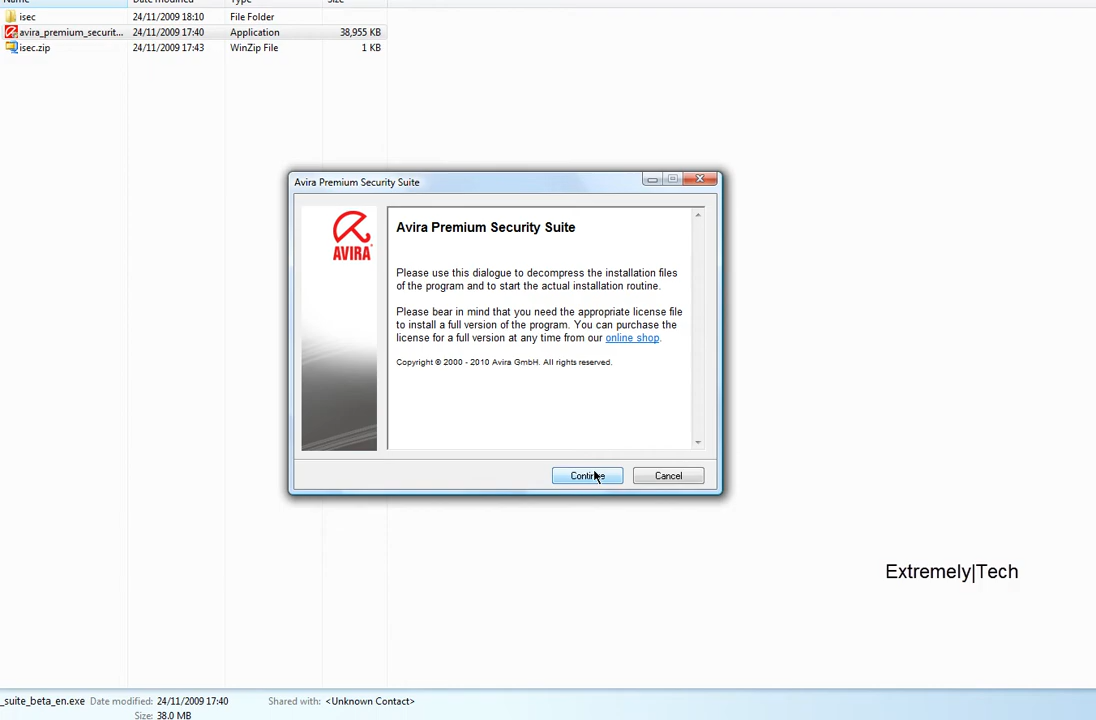 Name Date modified Type Size
isec 24/11/2009 18:10 File Folder
avira_premium_securit... 24/11/2009 17:40 Application 38,955 KB
isec.zip 24/11/2009 17:43 WinZip File 1 KB
Avira Premium Security Suite
AVIRA
Avira Premium Security Suite
Please use this dialogue to decompress the installation files
of the program and to start the actual installation routine.
Please bear in mind that you need the appropriate license file
to install a full version of the program. You can purchase the
license for a full version at any time from our online shop.
Copyright © 2000 - 2010 Avira GmbH. All rights reserved.
Continue Cancel
Extremely|Tech
_suite_beta_en.exe Date modified: 24/11/2009 17:40 Shared with: <Unknown Contact>
Size: 38.0 MB